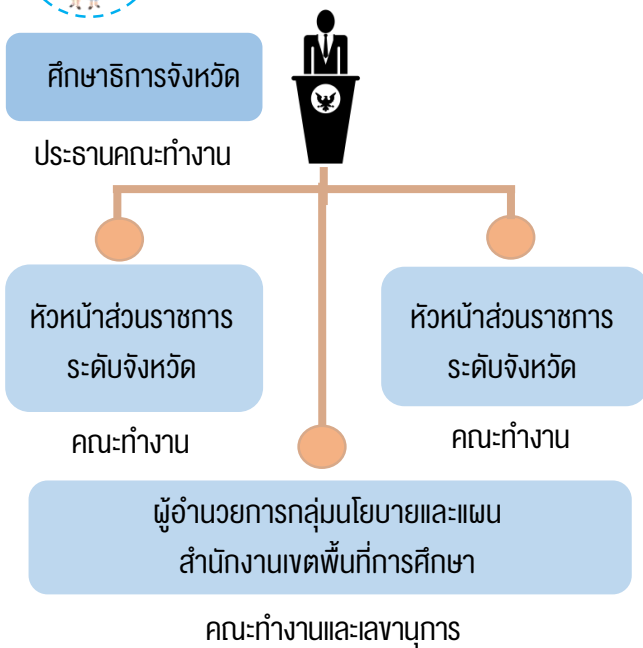 ศึกษาธิการจังหวัด
ประธานคณะทำงาน
หัวหน้าส่วนราชการ
ระดับจังหวัด
คณะทำงาน
หัวหน้าส่วนราชการ
ระดับจังหวัด
คณะทำงาน
ผู้อำนวยการกลุ่มนโยบายและแผน
สำนักงานเขตพื้นที่การศึกษา
คณะทำงานและเลขานุการ